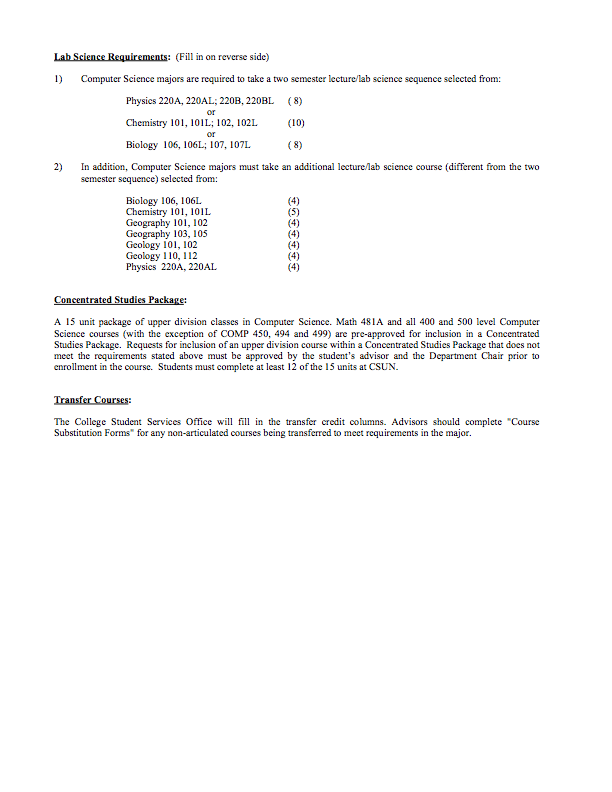 Lab Science Requirements: (Fill in on reverse side)
1) Computer Science majors are required to take a two semester lecture/lab science sequence selected from:
Physics 220A, 220AL; 220B, 220BL ( 8)
or
Chemistry 101, 101L; 102, 102L (10)
or
Biology 106, 106L; 107, 107L ( 8)
2) In addition, Computer Science majors must take an additional lecture/lab science course (different from the two
semester sequence) selected from:
Biology 106, 106L (4)
Chemistry 101, 101L (5)
Geography 101, 102 (4)
Geography 103, 105 (4)
Geology 101, 102 (4)
Geology 110, 112 (4)
Physics 220A, 220AL (4)
Concentrated Studies Package:
A 15 unit package of upper division classes in Computer Science. Math 481A and all 400 and 500 level Computer
Science courses (with the exception of COMP 450, 494 and 499) are pre-approved for inclusion in a Concentrated
Studies Package. Requests for inclusion of an upper division course within a Concentrated Studies Package that does not
meet the requirements stated above must be approved by the student's advisor and the Department Chair prior to
enrollment in the course. Students must complete at least 12 of the 15 units at CSUN.
Transfer Courses:
The College Student Services Office will fill in the transfer credit columns. Advisors should complete "Course
Substitution Forms" for any non-articulated courses being transferred to meet requirements in the major.